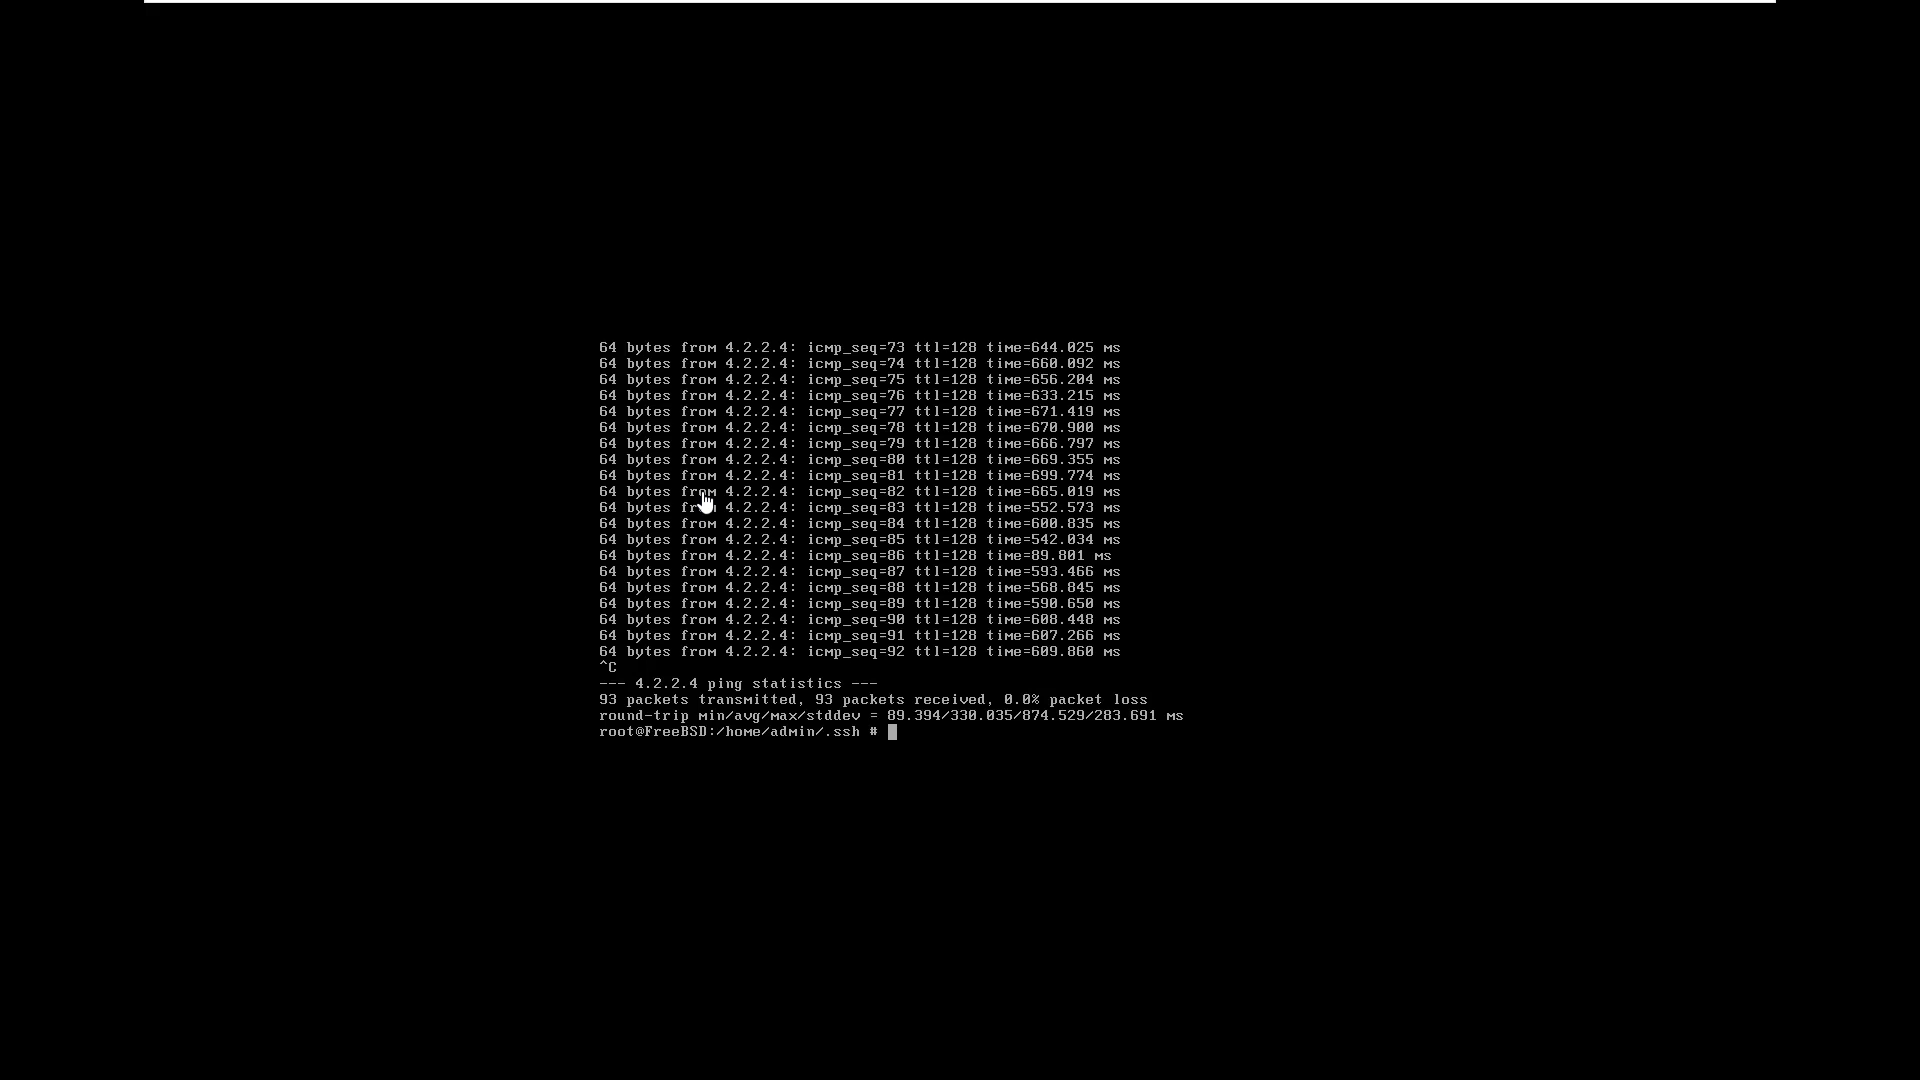 64 bytes from 4.2.2.4: icmp_seq=73 ttl=128 time=644.025 ms
64 bytes from 4.2.2.4: icmp_seq=74 ttl=128 time=660.092 ms
64 bytes from 4.2.2.4: icmp_seq=75 ttl=128 time=656.204 ms
64 bytes from 4.2.2.4: icmp_seq=76 ttl=128 time=633.215 ms
64 bytes from 4.2.2.4: icmp_seq=77 ttl=128 time=671.419 ms
64 bytes from 4.2.2.4: icmp_seq=78 ttl=128 time=670.900 ms
64 bytes from 4.2.2.4: icmp_seq=79 ttl=128 time=666.797 ms
64 bytes from 4.2.2.4: icmp_seq=80 ttl=128 time=669.355 ms
64 bytes from 4.2.2.4: icmp_seq=81 ttl=128 time=699.774 ms
64 bytes from 4.2.2.4: icmp_seq=82 ttl=128 time=665.019 ms
64 bytes from 4.2.2.4: icmp_seq=83 ttl=128 time=552.573 ms
64 bytes from 4.2.2.4: icmp_seq=84 ttl=128 time=600.835 ms
64 bytes from 4.2.2.4: icmp_seq=85 ttl=128 time=542.034 ms
64 bytes from 4.2.2.4: icmp_seq=86 ttl=128 time=89.801 ms
64 bytes from 4.2.2.4: icmp_seq=87 ttl=128 time=593.466 ms
64 bytes from 4.2.2.4: icmp_seq=88 ttl=128 time=568.845 ms
64 bytes from 4.2.2.4: icmp_seq=89 ttl=128 time=590.650 ms
64 bytes from 4.2.2.4: icmp_seq=90 ttl=128 time=608.448 ms
64 bytes from 4.2.2.4: icmp_seq=91 ttl=128 time=607.266 ms
64 bytes from 4.2.2.4: icmp_seq=92 ttl=128 time=609.860 ms
^C
--- 4.2.2.4 ping statistics ---
93 packets transmitted, 93 packets received, 0.0% packet loss
round-trip min/avg/max/stddev = 89.394/330.035/874.529/283.691 ms
root@FreeBSD:/home/admin/.ssh #